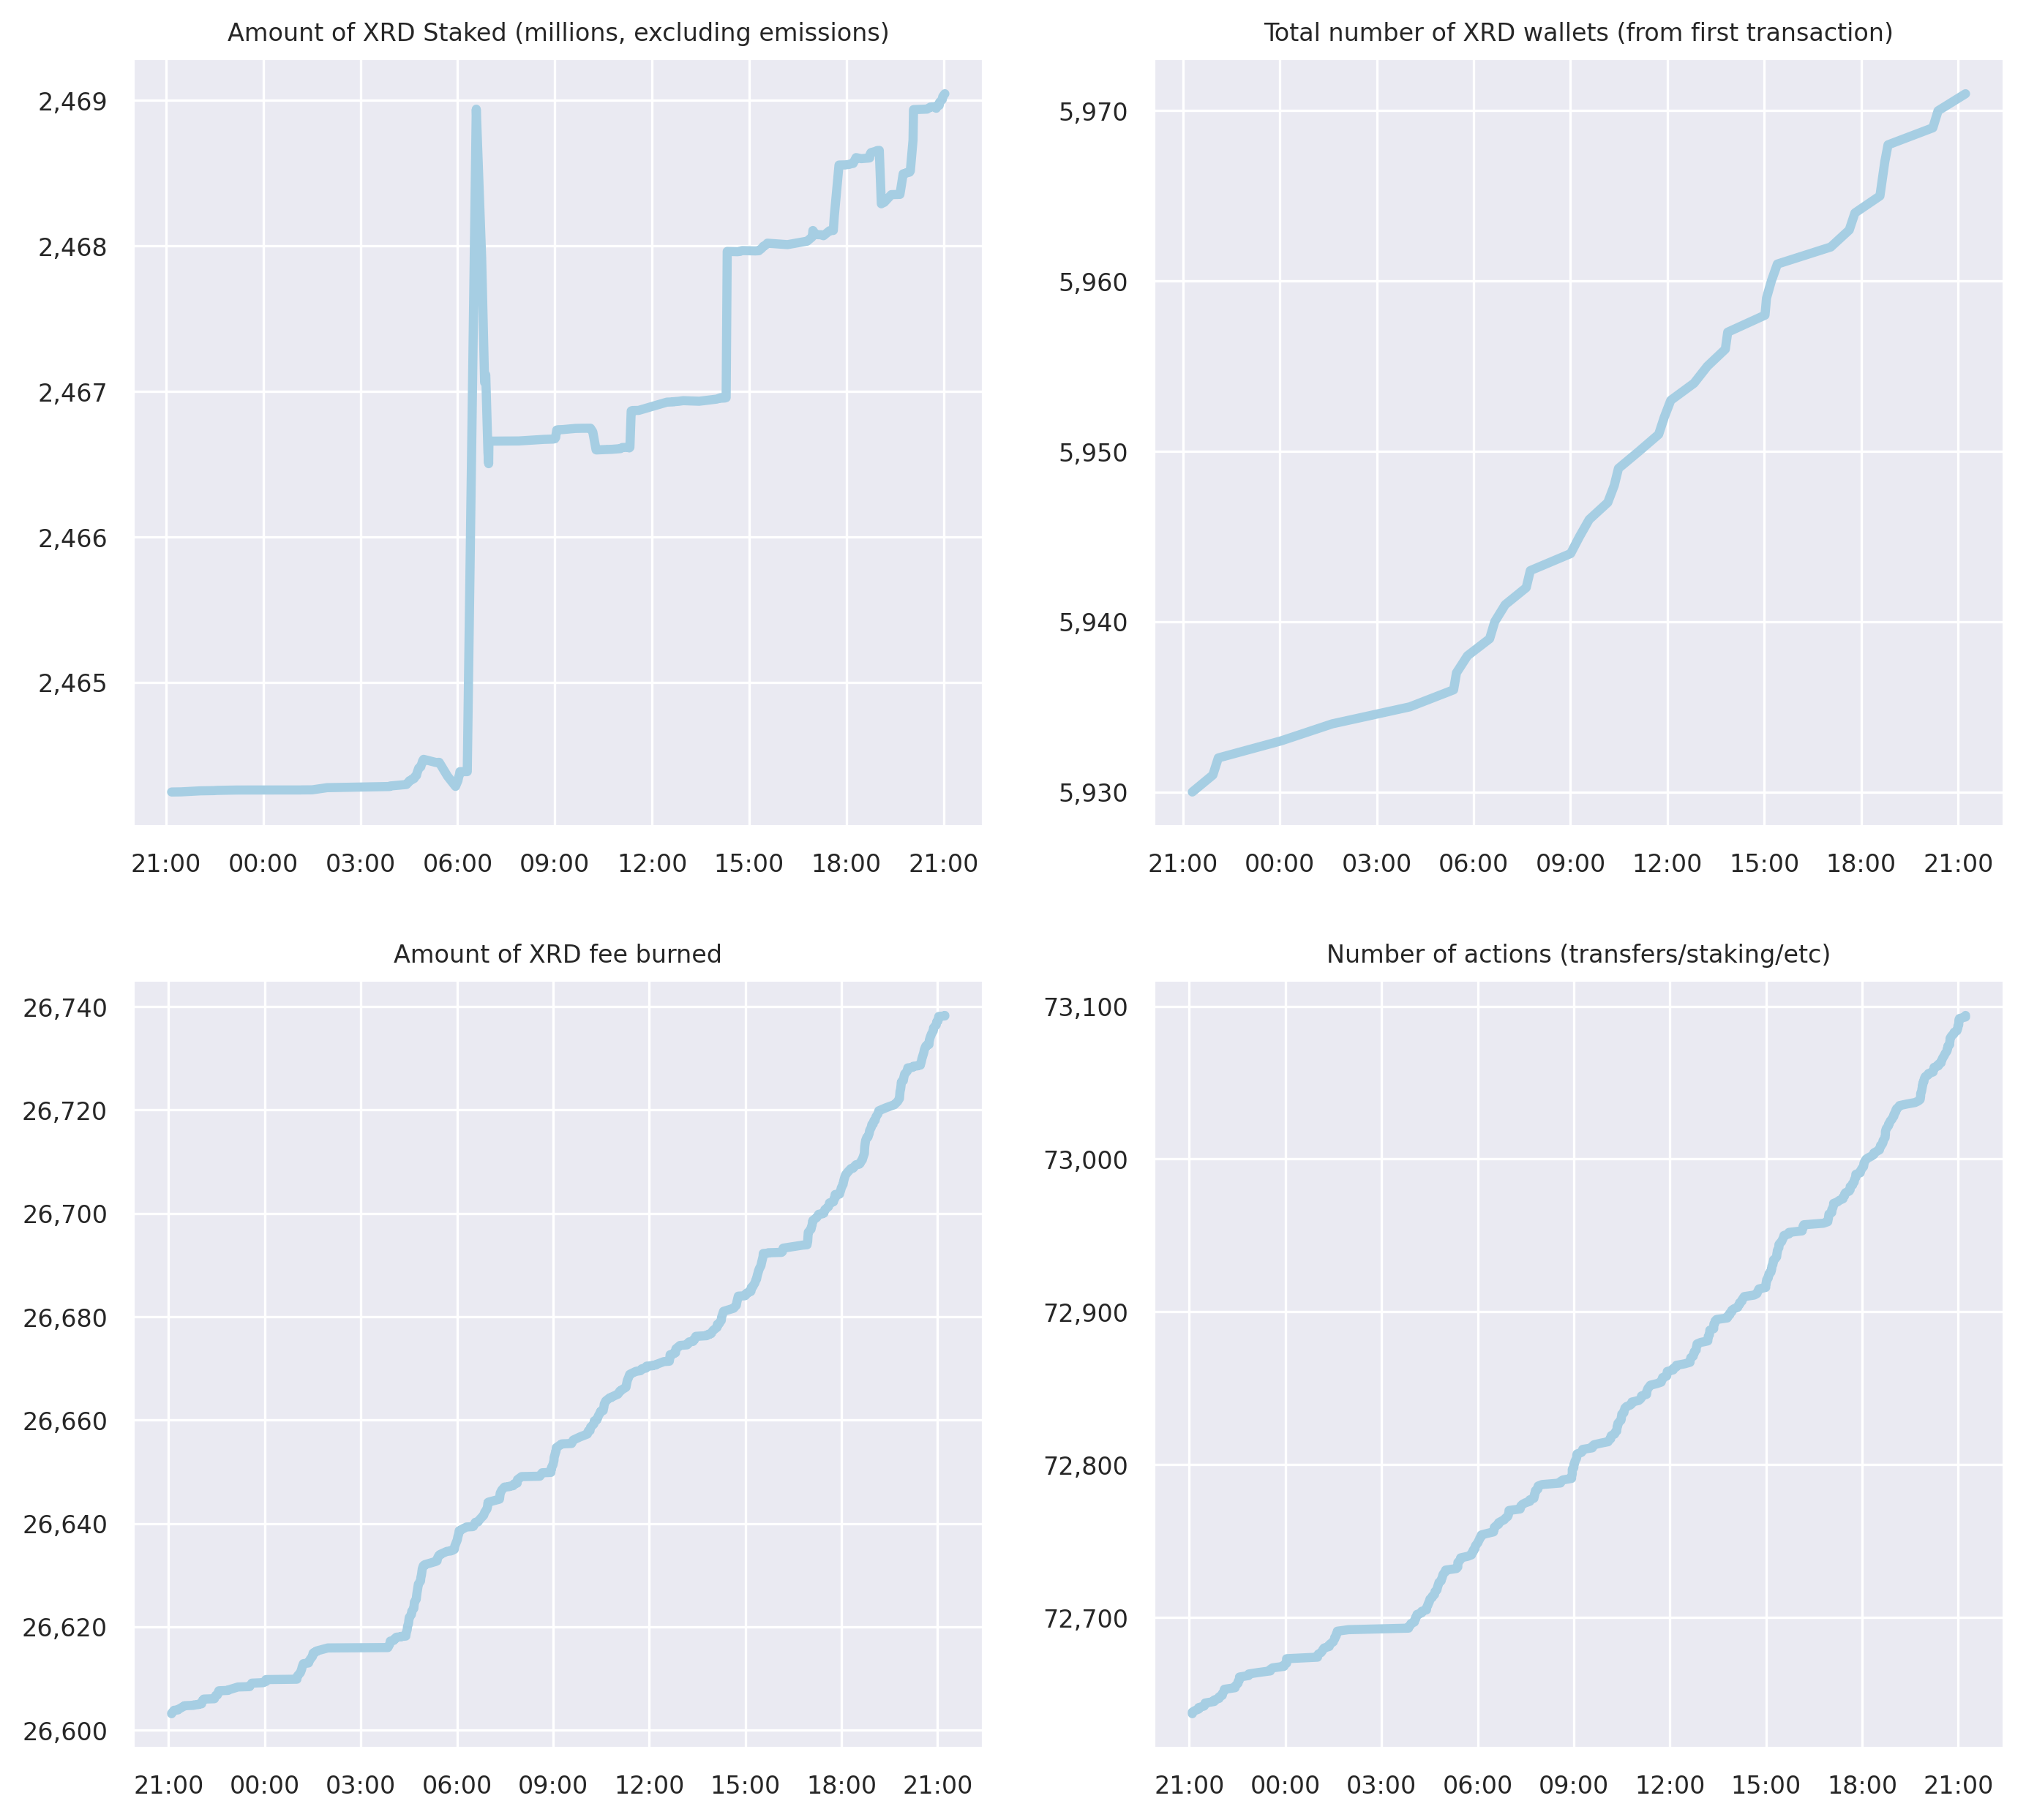 Amount of XRD Staked (millions, excluding emissions)
2,469
2,468
2,467
2,466
2,465
21:00 00:00 03:00 06:00 09:00 12:00 15:00 18:00 21:00
Total number of XRD wallets (from first transaction)
5,970
5,960
5,950
5,940
5,930
21:00 00:00 03:00 06:00 09:00 12:00 15:00 18:00 21:00
Amount of XRD fee burned
26,740
26,720
26,700
26,680
26,660
26,640
26,620
26,600
21:00 00:00 03:00 06:00 09:00 12:00 15:00 18:00 21:00
Number of actions (transfers/staking/etc)
73,100
73,000
72,900
72,800
72,700
21:00 00:00 03:00 06:00 09:00 12:00 15:00 18:00 21:00